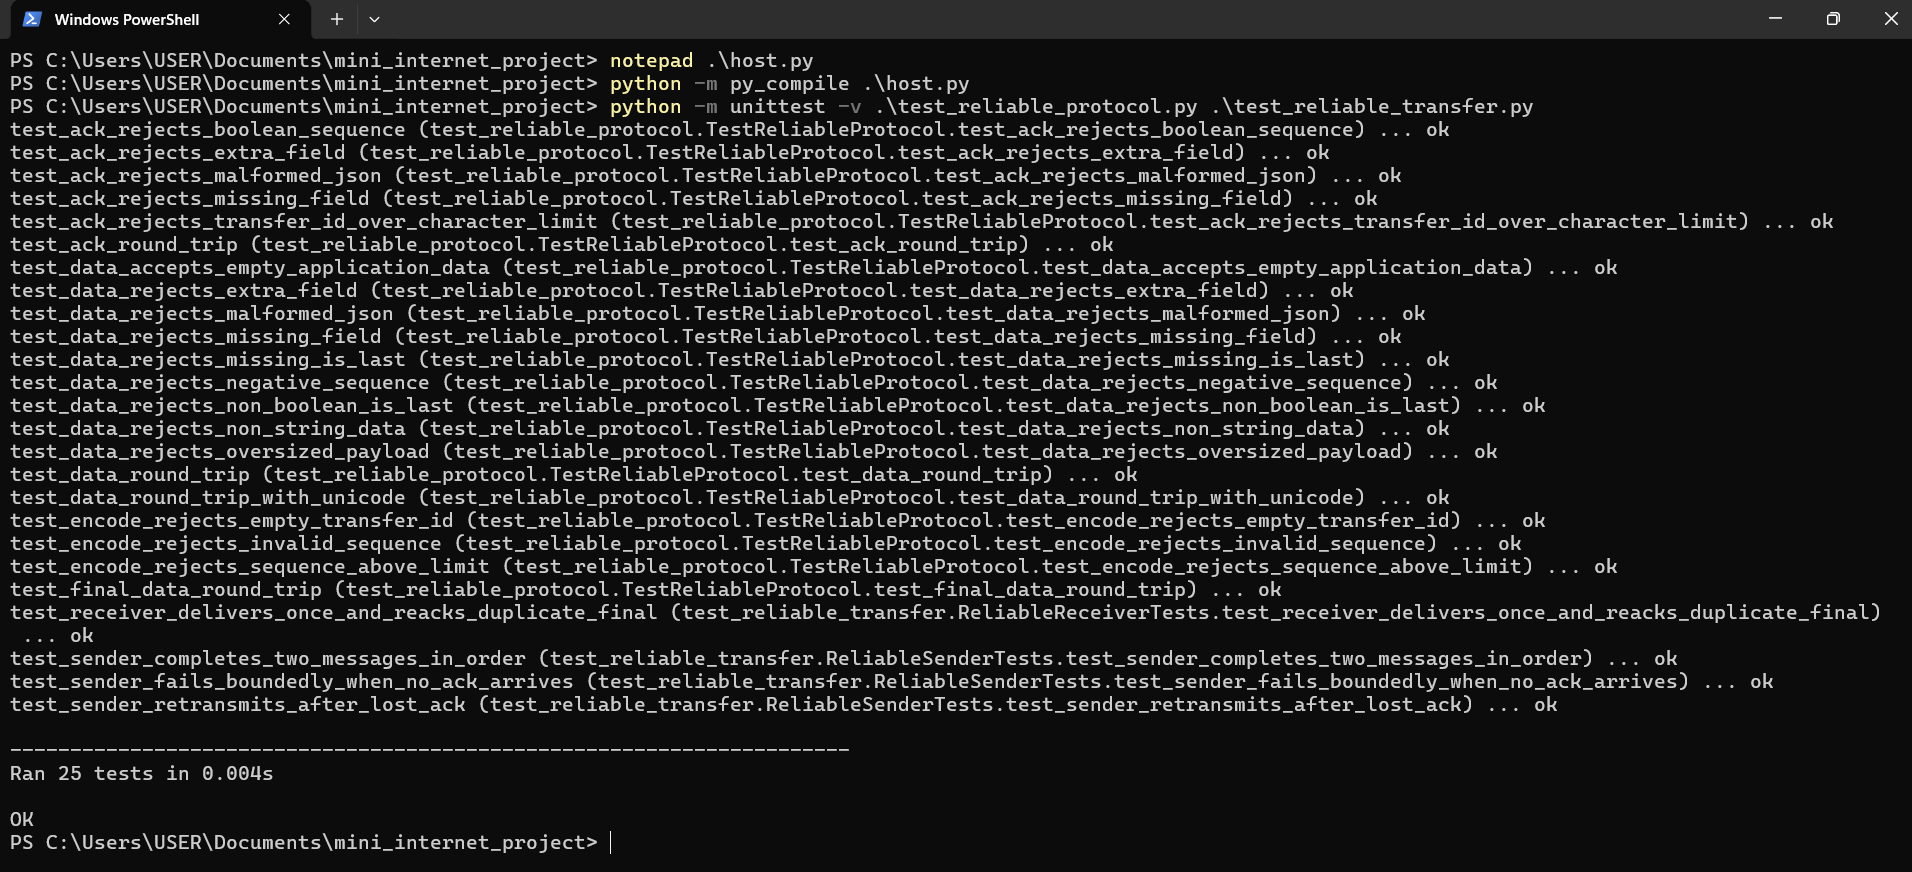 Windows PowerShell
PS C:\Users\USER\Documents\mini_internet_project> notepad .\host.py
PS C:\Users\USER\Documents\mini_internet_project> python -m py_compile .\host.py
PS C:\Users\USER\Documents\mini_internet_project> python -m unittest -v .\test_reliable_protocol.py .\test_reliable_transfer.py
test_ack_rejects_boolean_sequence (test_reliable_protocol.TestReliableProtocol.test_ack_rejects_boolean_sequence) ... ok
test_ack_rejects_extra_field (test_reliable_protocol.TestReliableProtocol.test_ack_rejects_extra_field) ... ok
test_ack_rejects_malformed_json (test_reliable_protocol.TestReliableProtocol.test_ack_rejects_malformed_json) ... ok
test_ack_rejects_missing_field (test_reliable_protocol.TestReliableProtocol.test_ack_rejects_missing_field) ... ok
test_ack_rejects_transfer_id_over_character_limit (test_reliable_protocol.TestReliableProtocol.test_ack_rejects_transfer_id_over_character_limit) ... ok
test_ack_round_trip (test_reliable_protocol.TestReliableProtocol.test_ack_round_trip) ... ok
test_data_accepts_empty_application_data (test_reliable_protocol.TestReliableProtocol.test_data_accepts_empty_application_data) ... ok
test_data_rejects_extra_field (test_reliable_protocol.TestReliableProtocol.test_data_rejects_extra_field) ... ok
test_data_rejects_malformed_json (test_reliable_protocol.TestReliableProtocol.test_data_rejects_malformed_json) ... ok
test_data_rejects_missing_field (test_reliable_protocol.TestReliableProtocol.test_data_rejects_missing_field) ... ok
test_data_rejects_missing_is_last (test_reliable_protocol.TestReliableProtocol.test_data_rejects_missing_is_last) ... ok
test_data_rejects_negative_sequence (test_reliable_protocol.TestReliableProtocol.test_data_rejects_negative_sequence) ... ok
test_data_rejects_non_boolean_is_last (test_reliable_protocol.TestReliableProtocol.test_data_rejects_non_boolean_is_last) ... ok
test_data_rejects_non_string_data (test_reliable_protocol.TestReliableProtocol.test_data_rejects_non_string_data) ... ok
test_data_rejects_oversized_payload (test_reliable_protocol.TestReliableProtocol.test_data_rejects_oversized_payload) ... ok
test_data_round_trip (test_reliable_protocol.TestReliableProtocol.test_data_round_trip) ... ok
test_data_round_trip_with_unicode (test_reliable_protocol.TestReliableProtocol.test_data_round_trip_with_unicode) ... ok
test_encode_rejects_empty_transfer_id (test_reliable_protocol.TestReliableProtocol.test_encode_rejects_empty_transfer_id) ... ok
test_encode_rejects_invalid_sequence (test_reliable_protocol.TestReliableProtocol.test_encode_rejects_invalid_sequence) ... ok
test_encode_rejects_sequence_above_limit (test_reliable_protocol.TestReliableProtocol.test_encode_rejects_sequence_above_limit) ... ok
test_final_data_round_trip (test_reliable_protocol.TestReliableProtocol.test_final_data_round_trip) ... ok
test_receiver_delivers_once_and_reacks_duplicate_final (test_reliable_transfer.ReliableReceiverTests.test_receiver_delivers_once_and_reacks_duplicate_final)
... ok
test_sender_completes_two_messages_in_order (test_reliable_transfer.ReliableSenderTests.test_sender_completes_two_messages_in_order) ... ok
test_sender_fails_boundedly_when_no_ack_arrives (test_reliable_transfer.ReliableSenderTests.test_sender_fails_boundedly_when_no_ack_arrives) ... ok
test_sender_retransmits_after_lost_ack (test_reliable_transfer.ReliableSenderTests.test_sender_retransmits_after_lost_ack) ... ok
----------------------------------------------------------------------
Ran 25 tests in 0.004s
OK
PS C:\Users\USER\Documents\mini_internet_project>